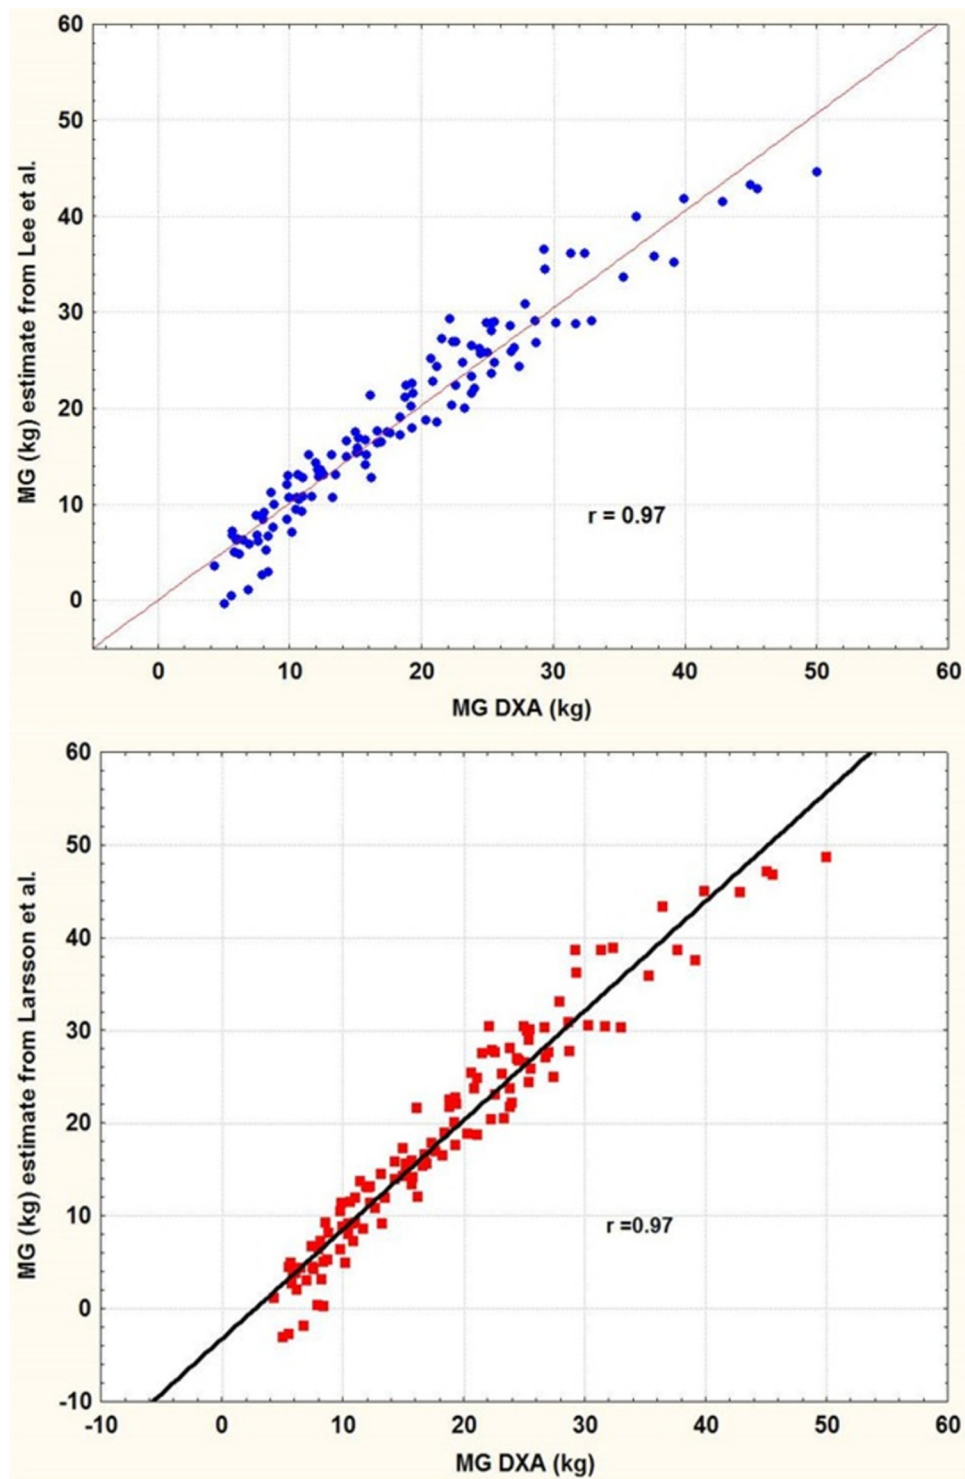 60
50
40
30
20
10
0
MG (kg) estimate from Lee et al.
r = 0.97
0 10 20 30 40 50 60
MG DXA (kg)
60
50
40
30
20
10
0
-10
MG (kg) estimate from Larsson et al.
r =0.97
-10 0 10 20 30 40 50 60
MG DXA (kg)